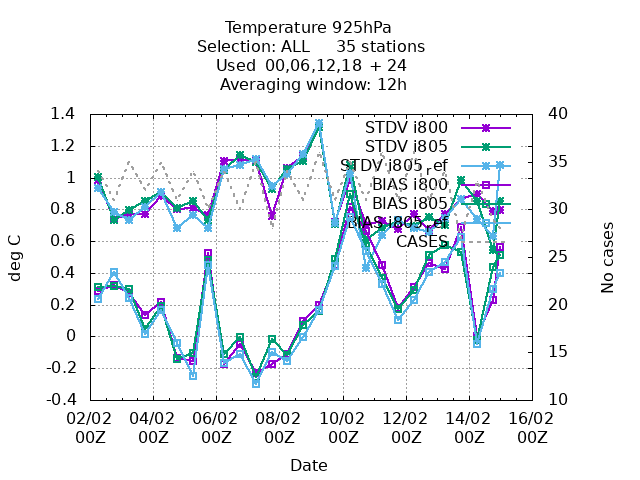 Temperature 925hPa
Selection: ALL 35 stations
Used 00,06,12,18 + 24
Averaging window: 12h
1.4
1.2
1
0.8
0.6
0.4
0.2
0
-0.2
-0.4
deg C
40
35
30
25
20
15
10
No cases
STDV i800
STDV i805
STDV i805_ref
BIAS i800
BIAS i805
BIAS i805_ref
CASES
02/02 04/02 06/02 08/02 10/02 12/02 14/02 16/02
00Z 00Z 00Z 00Z 00Z 00Z 00Z 00Z
Date